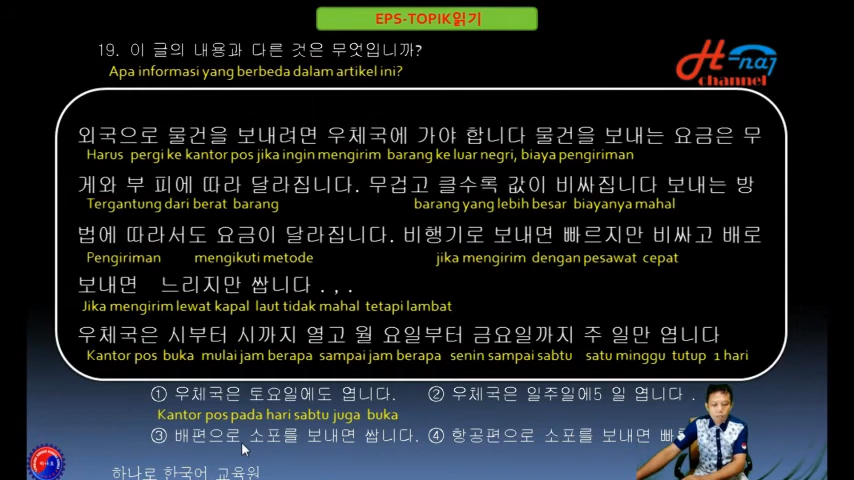 EPS-TOPIK읽기
19. 이 글의 내용과 다른 것은 무엇입니까?
Apa informasi yang berbeda dalam artikel ini?
H-naj
channel
외국으로 물건을 보내려면 우체국에 가야 합니다 물건을 보내는 요금은 무
Harus pergi ke kantor pos jika ingin mengirim barang ke luar negri, biaya pengiriman
게와 부 피에 따라 달라집니다. 무겁고 클수록 값이 비싸집니다 보내는 방
Tergantung dari berat barang barang yang lebih besar biayanya mahal
법에 따라서도 요금이 달라집니다. 비행기로 보내면 빠르지만 비싸고 배로
Pengiriman mengikuti metode jika mengirim dengan pesawat cepat
보내면 느리지만 쌉니다 . , .
Jika mengirim lewat kapal laut tidak mahal tetapi lambat
우체국은 시부터 시까지 열고 월 요일부터 금요일까지 주 일만 엽니다
Kantor pos buka mulai jam berapa sampai jam berapa senin sampai sabtu satu minggu tutup 1 hari
① 우체국은 토요일에도 엽니다. ② 우체국은 일주일에5 일 엽니다 .
Kantor pos pada hari sabtu juga buka
③ 배편으로 소포를 보내면 쌉니다. ④ 항공편으로 소포를 보내면
하나로 한국어 교육원